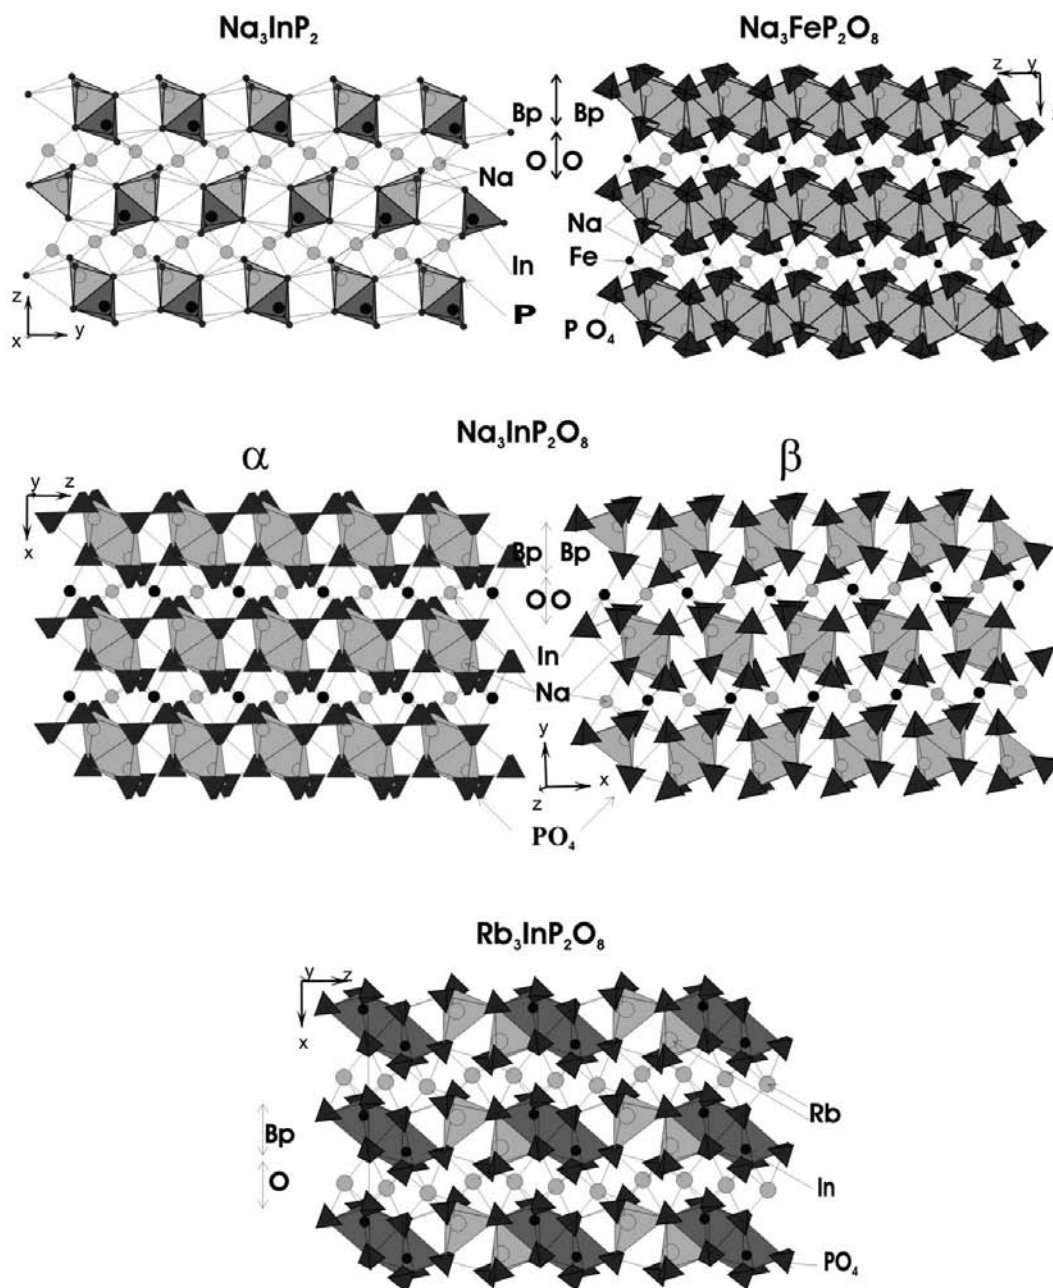 Na₃InP₂
Na₃FeP₂O₈
Bp Bp
O O
Na
In
P
z
x y
z y
Na
Fe
P O₄
Na₃InP₂O₈
α
β
y z
x
Bp Bp
O O
In
Na
y
z x
PO₄
Rb₃InP₂O₈
y z
x
Bp
O
Rb
In
PO₄